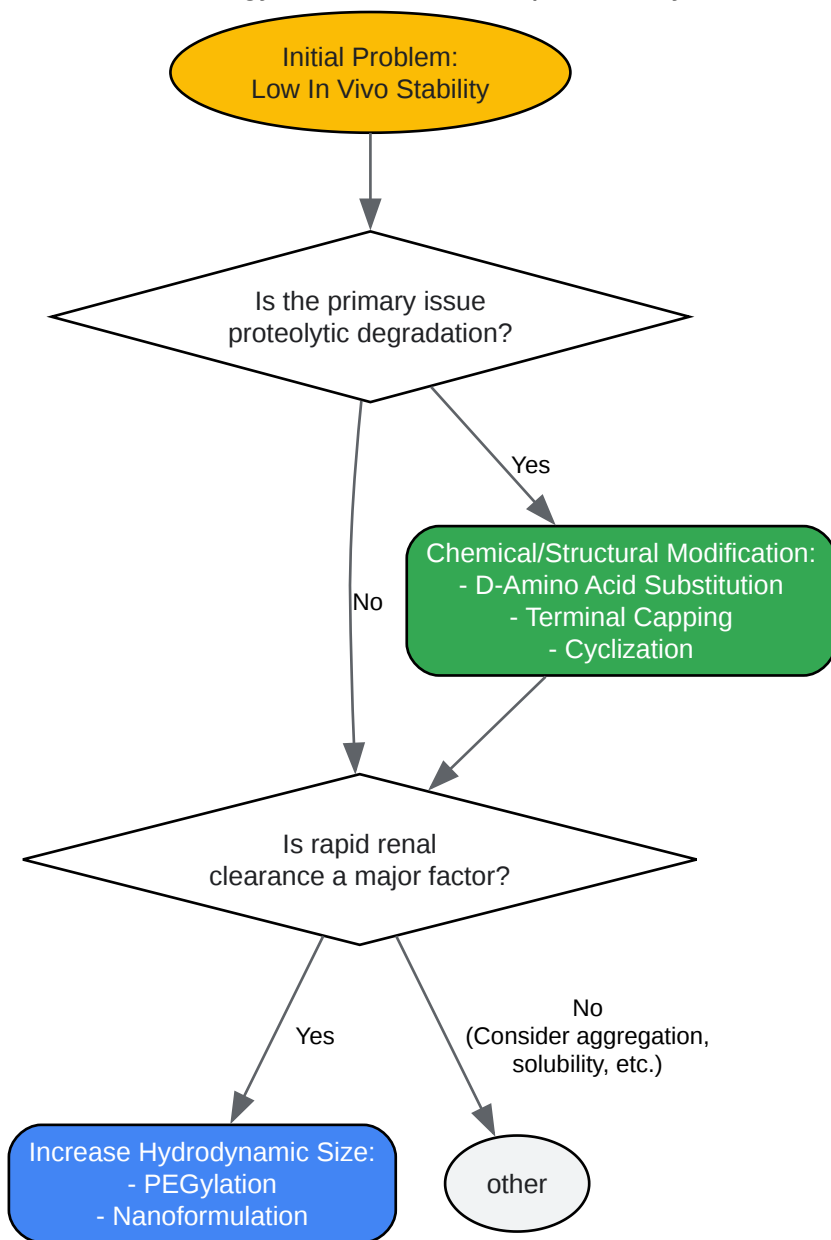 Initial Problem:
Low In Vivo Stability
Is the primary issue
proteolytic degradation?
Yes
Chemical/Structural Modification:
- D-Amino Acid Substitution
- Terminal Capping
- Cyclization
No
Is rapid renal
clearance a major factor?
Yes
No
(Consider aggregation,
solubility, etc.)
Increase Hydrodynamic Size:
- PEGylation
- Nanoformulation
other